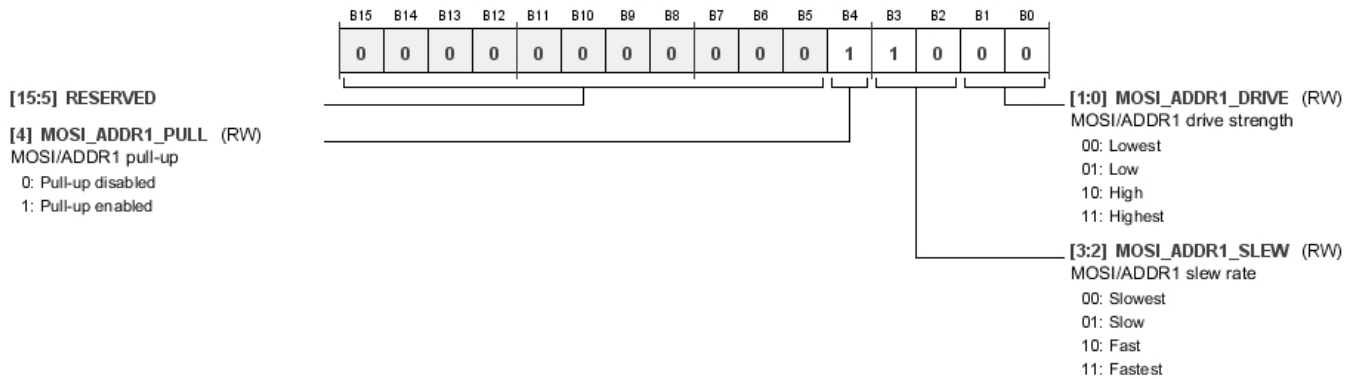 B15 B14 B13 B12 B11 B10 B9 B8 B7 B6 B5 B4 B3 B2 B1 B0
0 0 0 0 0 0 0 0 0 0 0 1 1 0 0 0
[15:5] RESERVED
[4] MOSI_ADDR1_PULL (RW)
MOSI/ADDR1 pull-up
0: Pull-up disabled
1: Pull-up enabled
[1:0] MOSI_ADDR1_DRIVE (RW)
MOSI/ADDR1 drive strength
00: Lowest
01: Low
10: High
11: Highest
[3:2] MOSI_ADDR1_SLEW (RW)
MOSI/ADDR1 slew rate
00: Slowest
01: Slow
10: Fast
11: Fastest